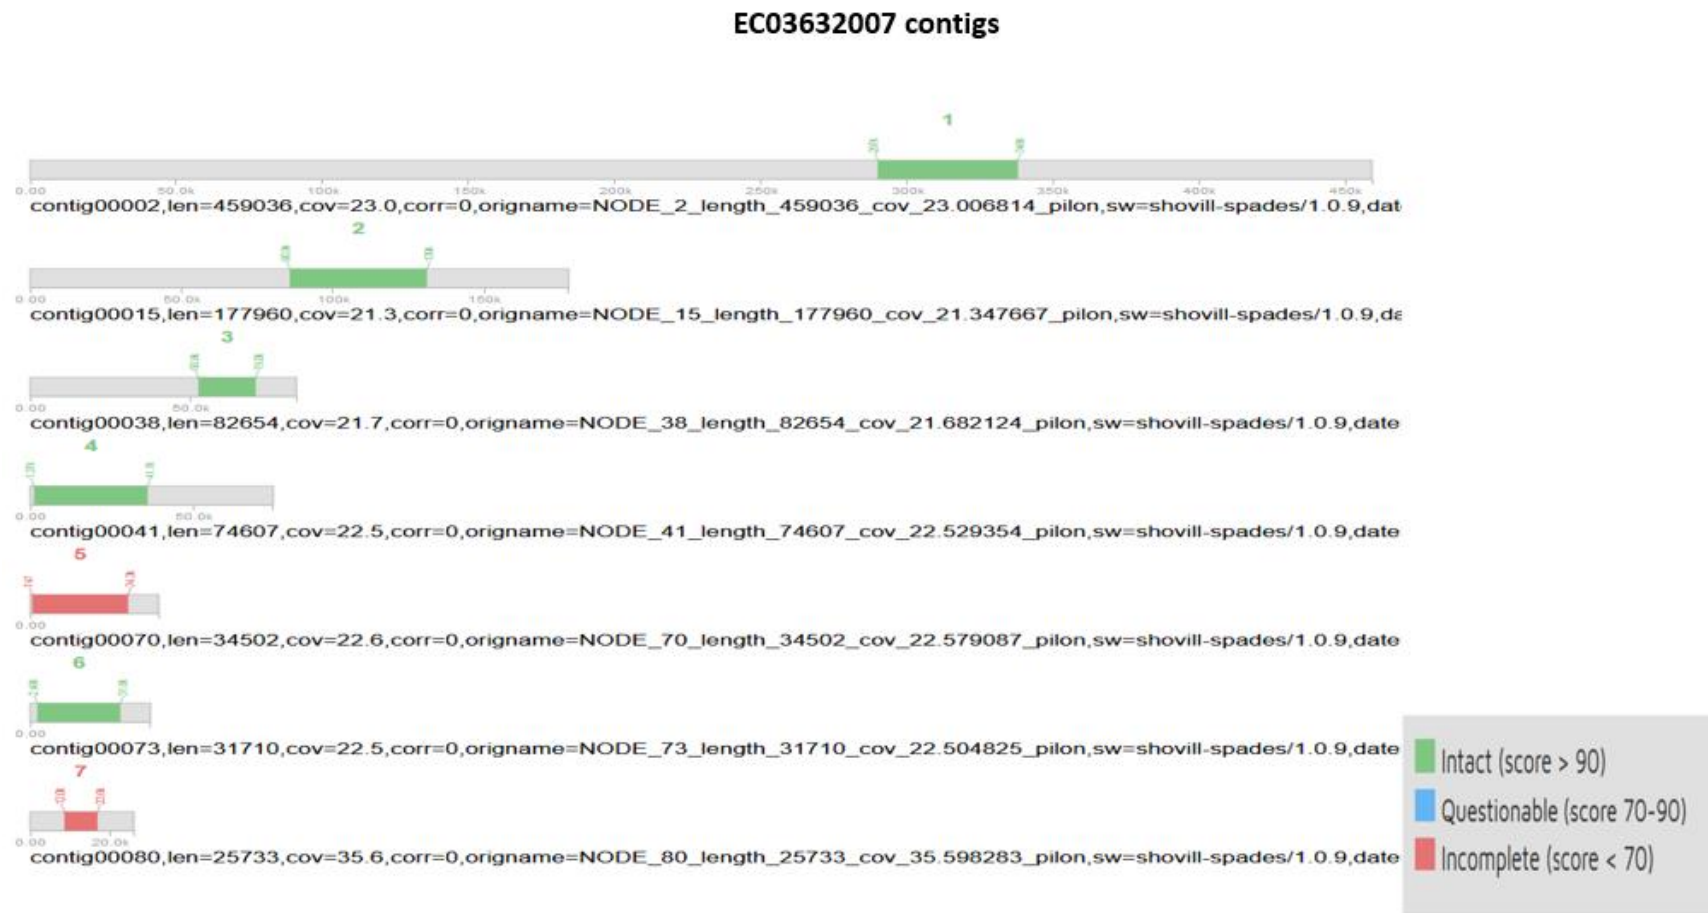 EC03632007 contigs
1
0.00 50.0k 100k 150k 200k 250k 300k 350k 400k 450k
contig00002,len=459036,cov=23.0,corr=0,origname=NODE_2_length_459036_cov_23.006814_pilon,sw=shovill-spades/1.0.9,dat
2
0.00 50.0k 100k 150k
contig00015,len=177960,cov=21.3,corr=0,origname=NODE_15_length_177960_cov_21.347667_pilon,sw=shovill-spades/1.0.9,da
3
0.00 50.0k
contig00038,len=82654,cov=21.7,corr=0,origname=NODE_38_length_82654_cov_21.682124_pilon,sw=shovill-spades/1.0.9,date
4
0.00 50.0k
contig00041,len=74607,cov=22.5,corr=0,origname=NODE_41_length_74607_cov_22.529354_pilon,sw=shovill-spades/1.0.9,date
5
0.00
contig00070,len=34502,cov=22.6,corr=0,origname=NODE_70_length_34502_cov_22.579087_pilon,sw=shovill-spades/1.0.9,date
6
0.00
contig00073,len=31710,cov=22.5,corr=0,origname=NODE_73_length_31710_cov_22.504825_pilon,sw=shovill-spades/1.0.9,date
7
0.00 20.0k
contig00080,len=25733,cov=35.6,corr=0,origname=NODE_80_length_25733_cov_35.598283_pilon,sw=shovill-spades/1.0.9,date
Intact (score > 90)
Questionable (score 70-90)
Incomplete (score < 70)